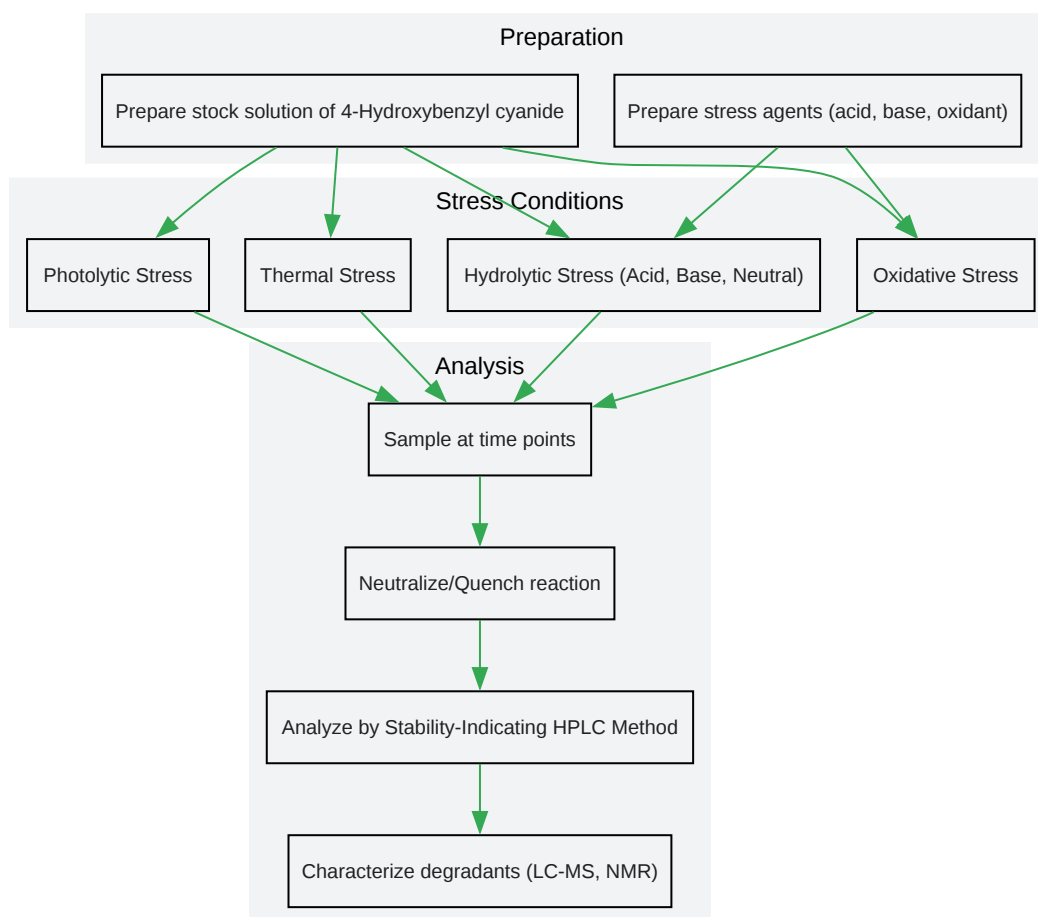 Preparation
Prepare stock solution of 4-Hydroxybenzyl cyanide
Prepare stress agents (acid, base, oxidant)
Stress Conditions
Photolytic Stress
Thermal Stress
Hydrolytic Stress (Acid, Base, Neutral)
Oxidative Stress
Analysis
Sample at time points
Neutralize/Quench reaction
Analyze by Stability-Indicating HPLC Method
Characterize degradants (LC-MS, NMR)